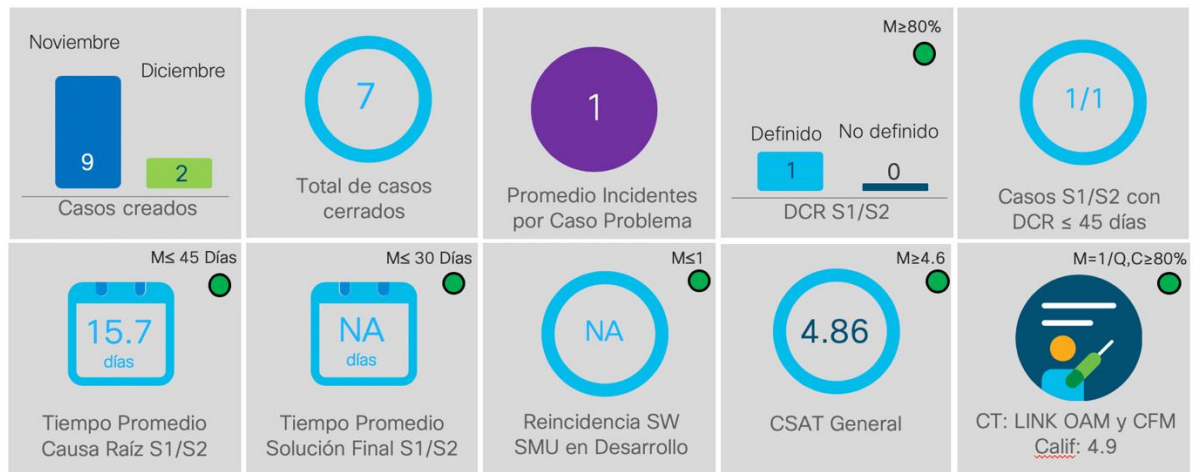 Noviembre
Diciembre
9
2
Casos creados
7
Total de casos
cerrados
1
Promedio Incidentes
por Caso Problema
M≥80%
Definido No definido
1 0
DCR S1/S2
1/1
Casos S1/S2 con
DCR ≤ 45 días
M≤ 45 Días
15.7
días
Tiempo Promedio
Causa Raíz S1/S2
M≤ 30 Días
NA
días
Tiempo Promedio
Solución Final S1/S2
M≤1
NA
Reincidencia SW
SMU en Desarrollo
M≥4.6
4.86
CSAT General
M=1/Q,C≥80%
CT: LINK OAM y CFM
Calif: 4.9